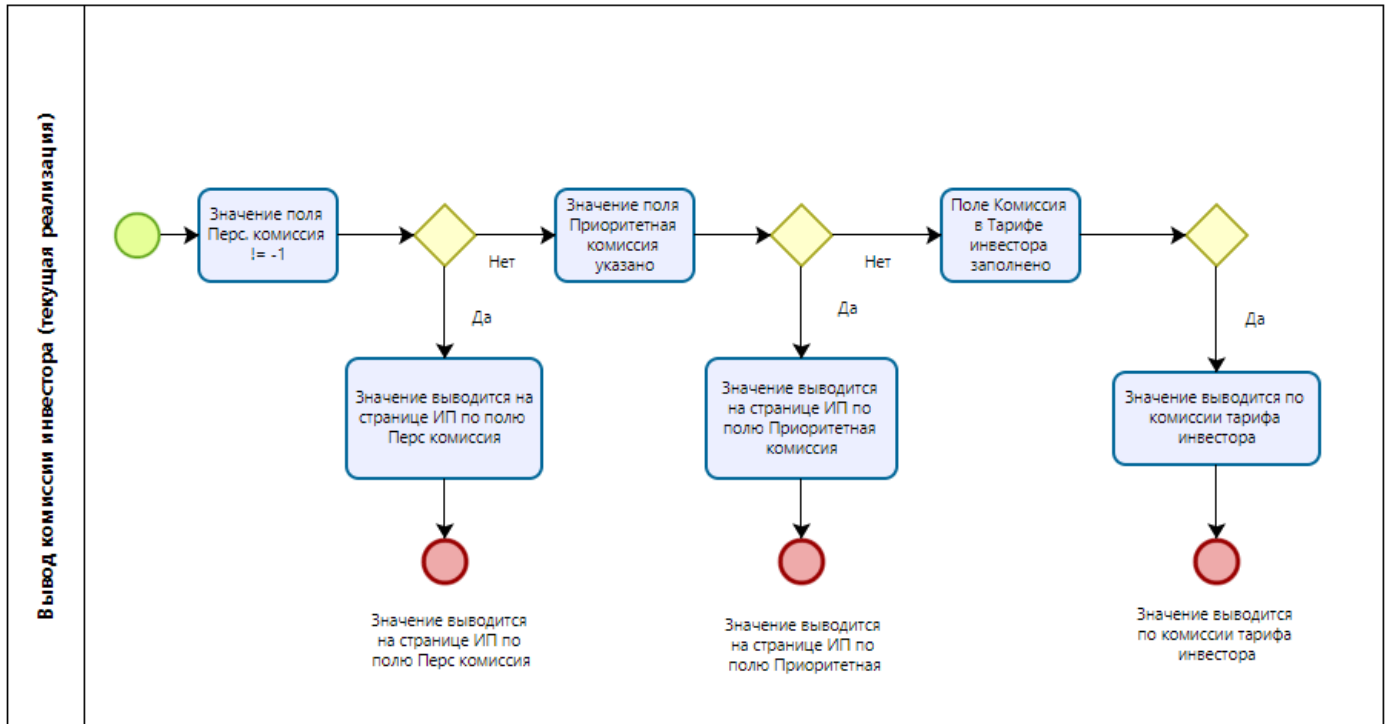 Вывод комиссии инвестора (текущая реализация)
Значение поля
Перс. комиссия
!= -1
Нет
Да
Значение поля
Приоритетная
комиссия
указано
Нет
Да
Поле Комиссия
в Тарифе
инвестора
заполнено
Да
Значение выводится на
странице ИП по полю
Перс комиссия
Значение выводится
на странице ИП по
полю Приоритетная
комиссия
Значение выводится по
комиссии тарифа
инвестора
Значение выводится
на странице ИП по
полю Перс комиссия
Значение выводится
на странице ИП по
полю Приоритетная
Значение выводится
по комиссии тарифа
инвестора